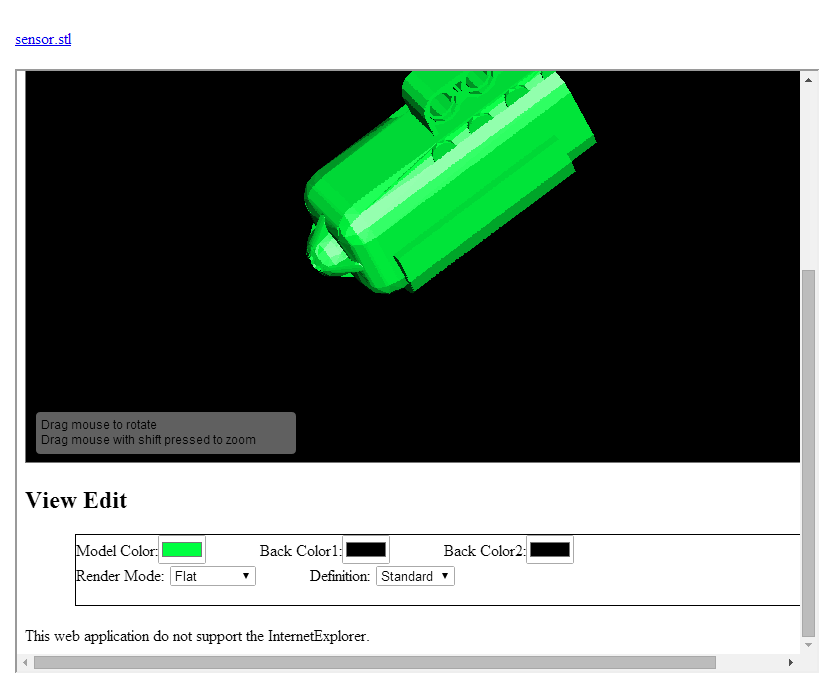 sensor.stl
Drag mouse to rotate
Drag mouse with shift pressed to zoom
View Edit
Model Color: Back Color1: Back Color2:
Render Mode: Flat Definition: Standard
This web application do not support the InternetExplorer.